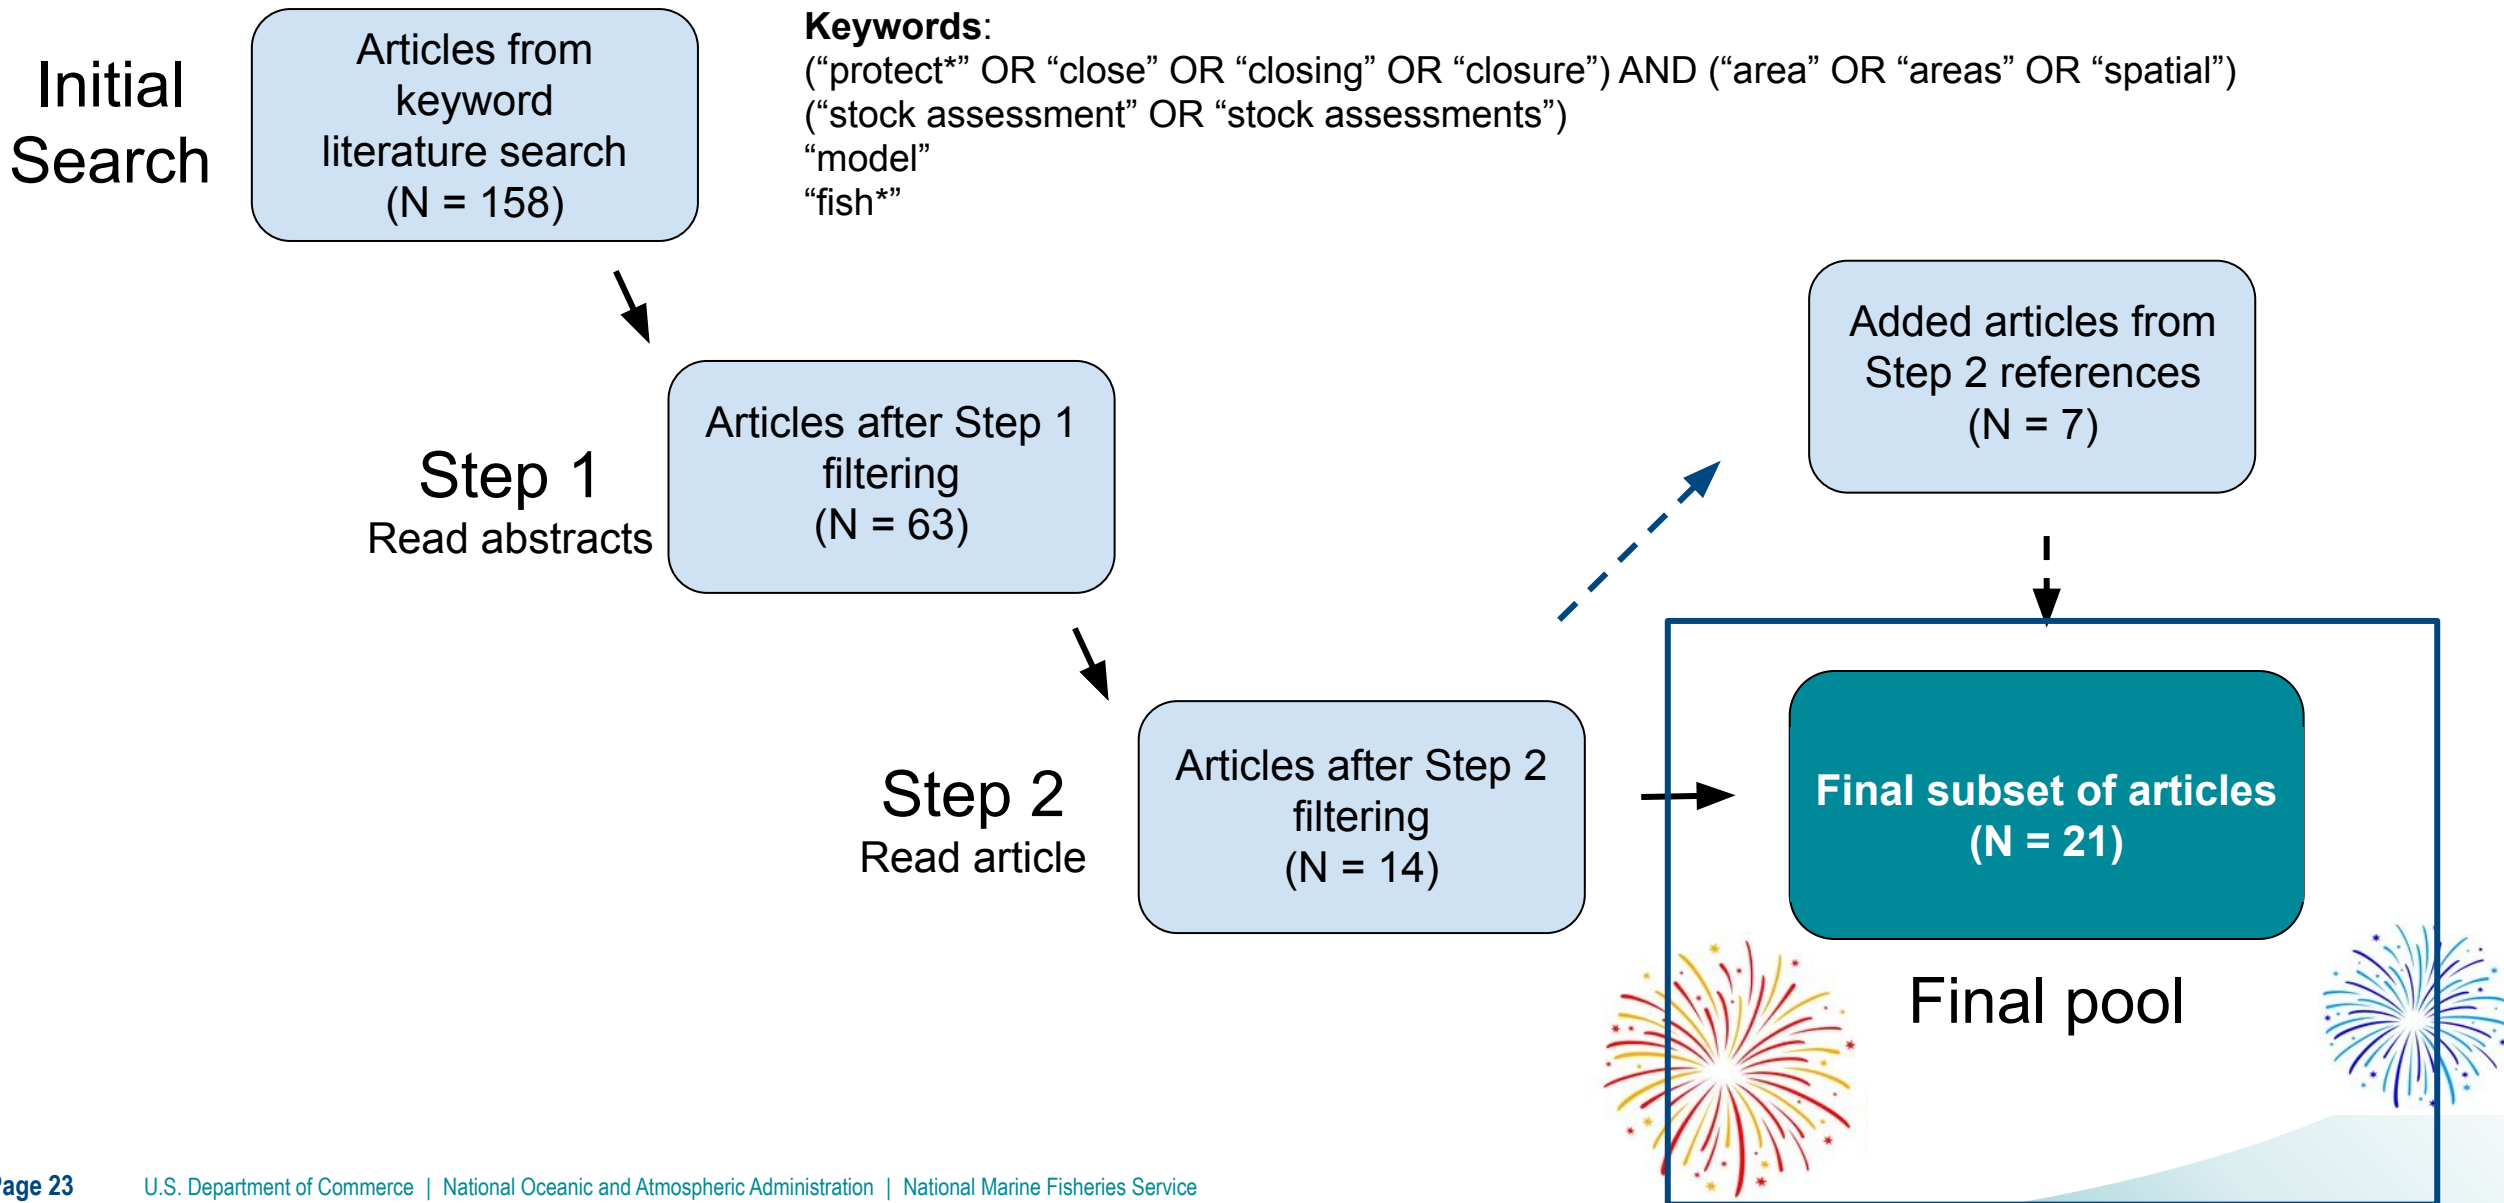 Initial
Search
Articles from
keyword
literature search
(N = 158)
Keywords:
(“protect*” OR “close” OR “closing” OR “closure”) AND (“area” OR “areas” OR “spatial”)
(“stock assessment” OR “stock assessments”)
“model”
“fish*”
Step 1
Read abstracts
Articles after Step 1
filtering
(N = 63)
Added articles from
Step 2 references
(N = 7)
Step 2
Read article
Articles after Step 2
filtering
(N = 14)
Final subset of articles
(N = 21)
Final pool
Page 23 U.S. Department of Commerce | National Oceanic and Atmospheric Administration | National Marine Fisheries Service